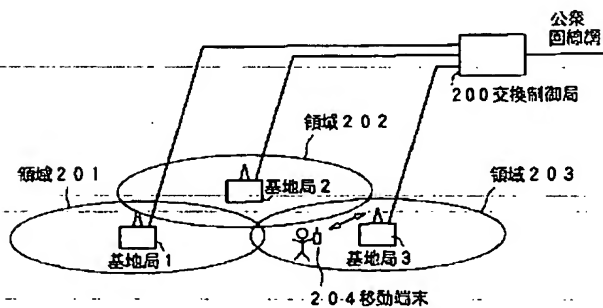 公衆
回線網
200交換制御局
領域202
領域201
領域203
基地局2
基地局1
基地局3
204移動端末